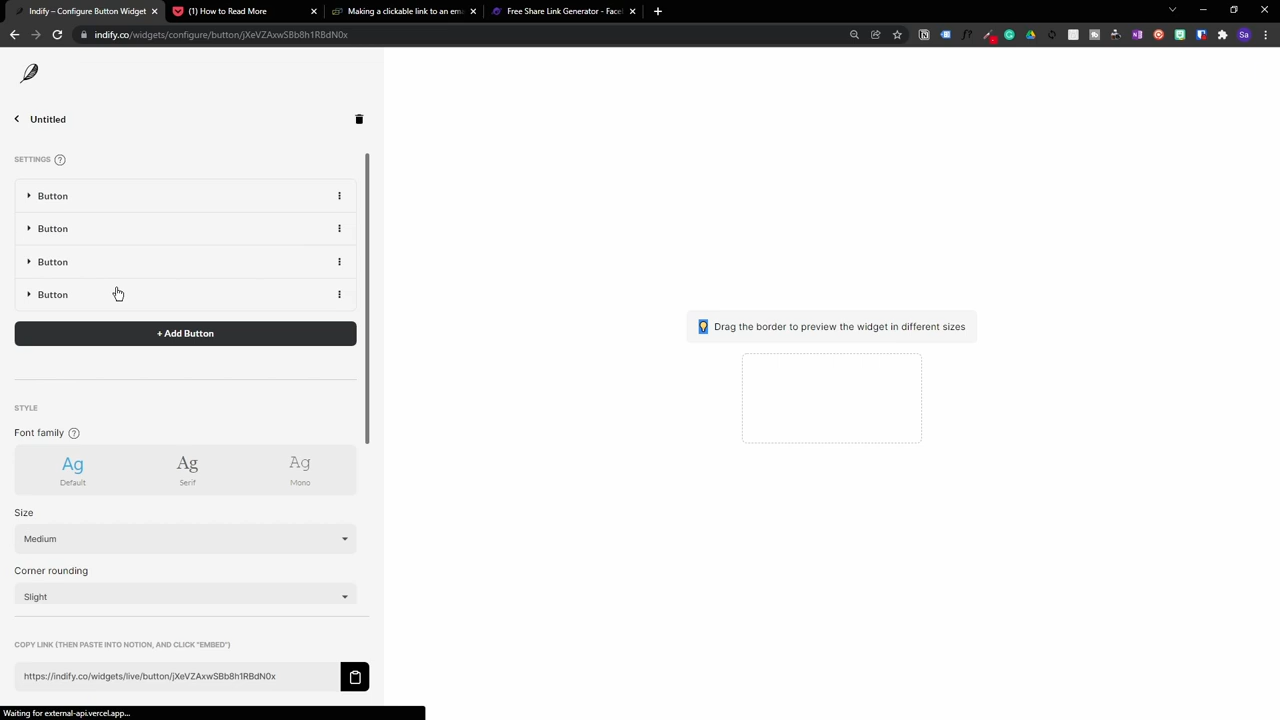 Indify – Configure Button Widget
(1) How to Read More
Making a clickable link to an em
Free Share Link Generator - Face
indify.co/widgets/configure/button/jXeVZAxwSBb8h1RBdN0x
Sa
Untitled
SETTINGS ?
Button
Button
Button
Button
+ Add Button
STYLE
Font family ?
Ag Ag Ag
Default Serif Mono
Size
Medium
Corner rounding
Slight
COPY LINK (THEN PASTE INTO NOTION, AND CLICK "EMBED")
https://indify.co/widgets/live/button/jXeVZAxwSBb8h1RBdN0x
Waiting for external-api.vercel.app...
Drag the border to preview the widget in different sizes